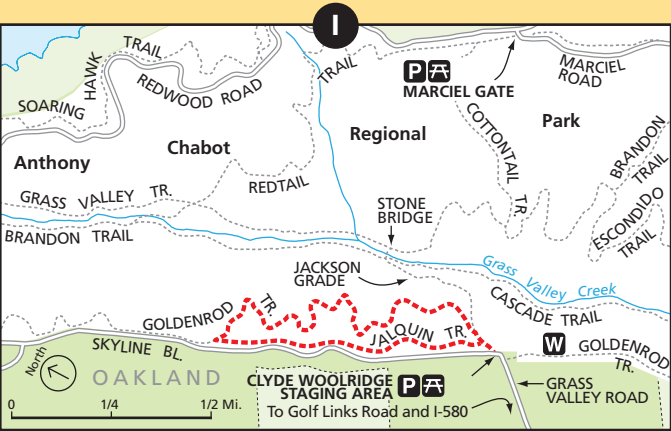 I
SOARING
HAWK
TRAIL
REDWOOD ROAD
TRAIL
P
MARCIEL GATE
MARCIEL
ROAD
Anthony
Chabot
Regional
Park
COTTONTAIL TR.
BRANDON
TRAIL
ESCONDIDO
TRAIL
GRASS VALLEY TR.
REDTAIL
BRANDON TRAIL
STONE
BRIDGE
JACKSON
GRADE
Grass Valley Creek
CASCADE TRAIL
GOLDENROD TR.
JALQUIN TR.
SKYLINE BL.
W
GOLDENROD
TR.
North
OAKLAND
CLYDE WOOLRIDGE
STAGING AREA
P
To Golf Links Road and I-580
GRASS
VALLEY ROAD
0 1/4 1/2 Mi.